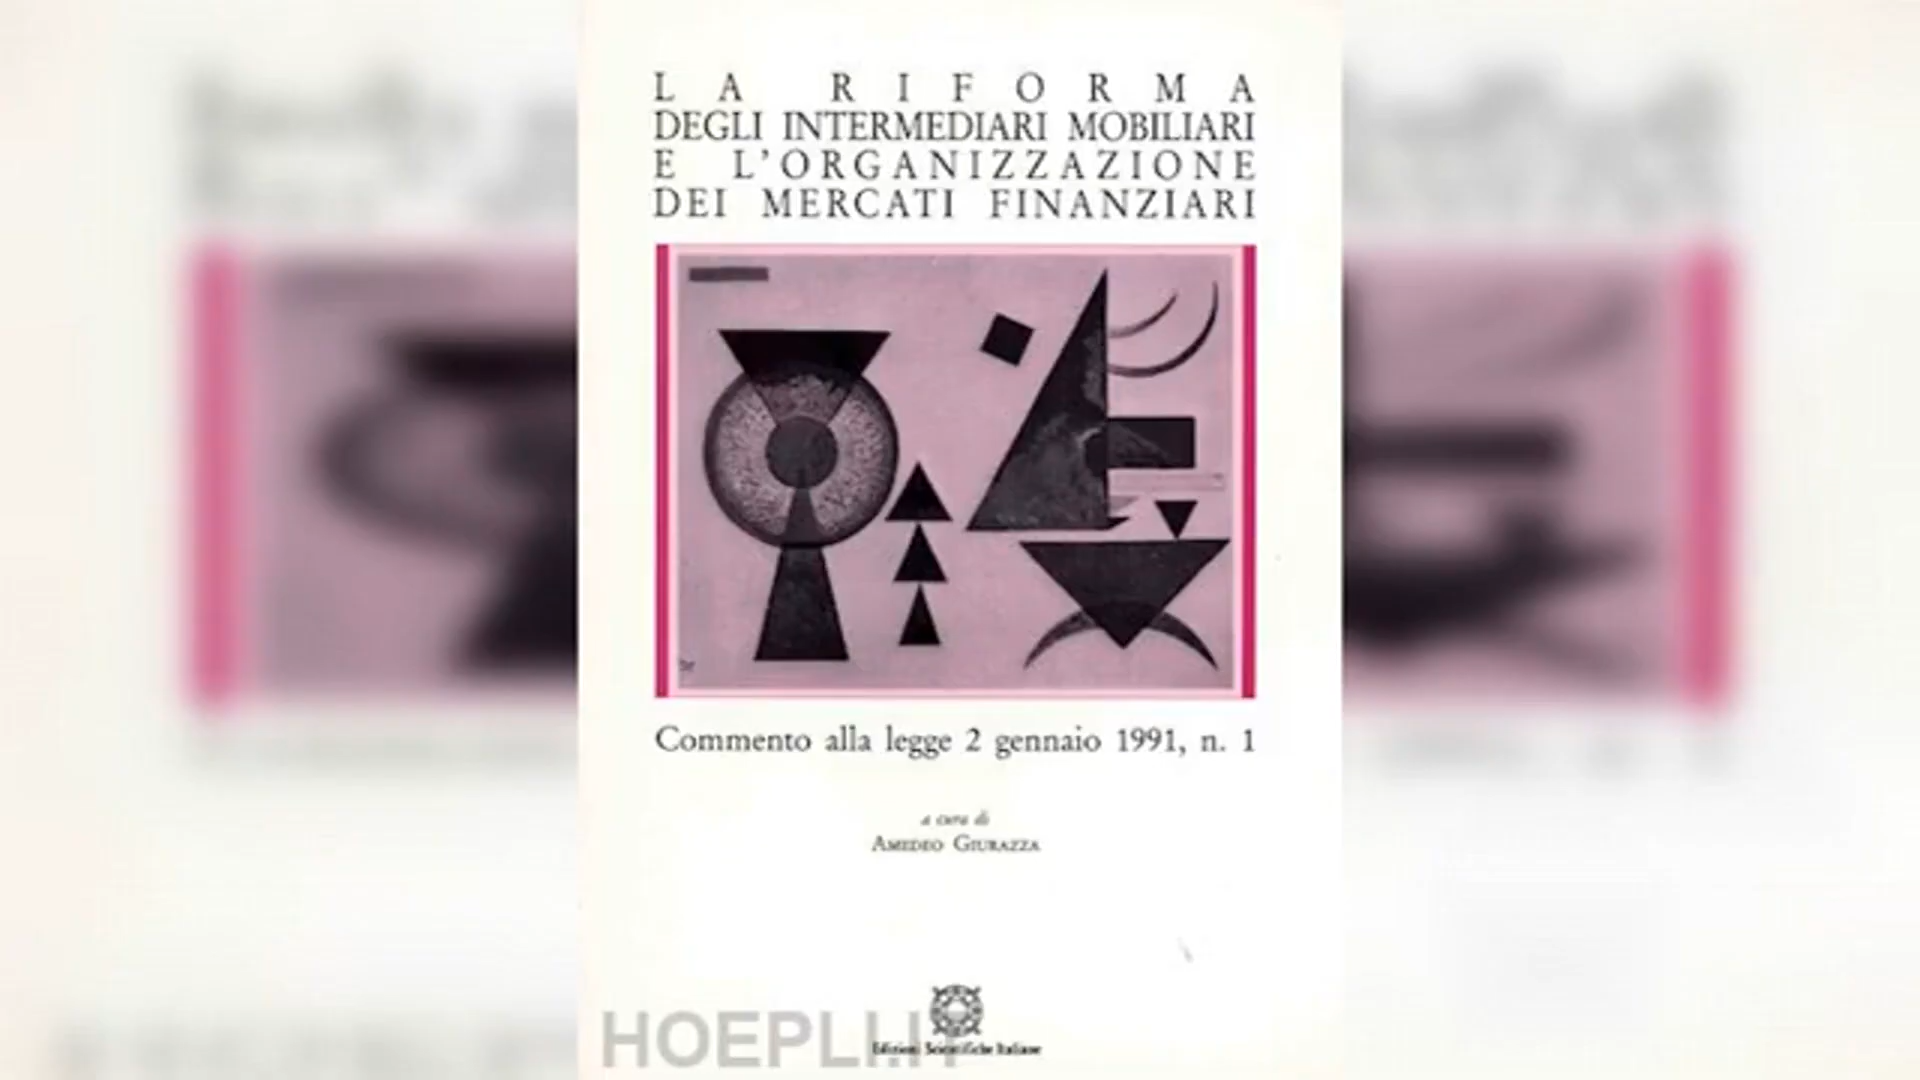 LA RIFORMA
DEGLI INTERMEDIARI MOBILIARI
E L'ORGANIZZAZIONE
DEI MERCATI FINANZIARI
Commento alla legge 2 gennaio 1991, n. 1
a cura di
AMEDEO GIURAZZA
HOEPLI.IT
Edizioni Scientifiche Italiane